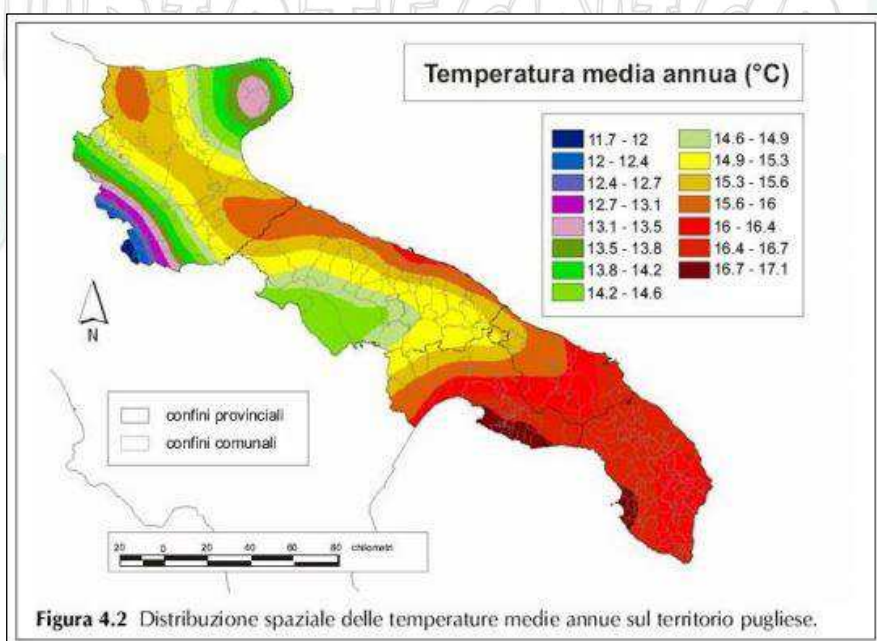 Temperatura media annua (°C)
11.7 - 12
12 - 12.4
12.4 - 12.7
12.7 - 13.1
13.1 - 13.5
13.5 - 13.8
13.8 - 14.2
14.2 - 14.6
14.6 - 14.9
14.9 - 15.3
15.3 - 15.6
15.6 - 16
16 - 16.4
16.4 - 16.7
16.7 - 17.1
N
confini provinciali
confini comunali
20 0 20 40 60 80 chilometri
Figura 4.2 Distribuzione spaziale delle temperature medie annue sul territorio pugliese.